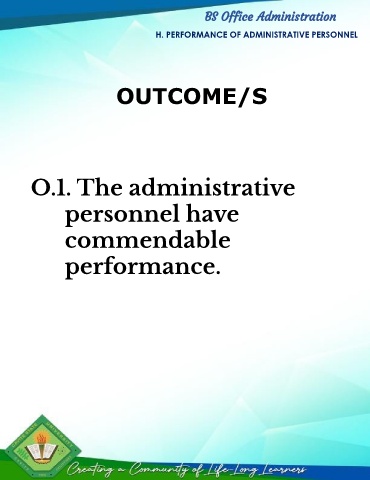 BS Office Administration
H. PERFORMANCE OF ADMINISTRATIVE PERSONNEL
OUTCOME/S
O.1. The administrative
personnel have
commendable
performance.
Creating a Community of Life-Long Learners